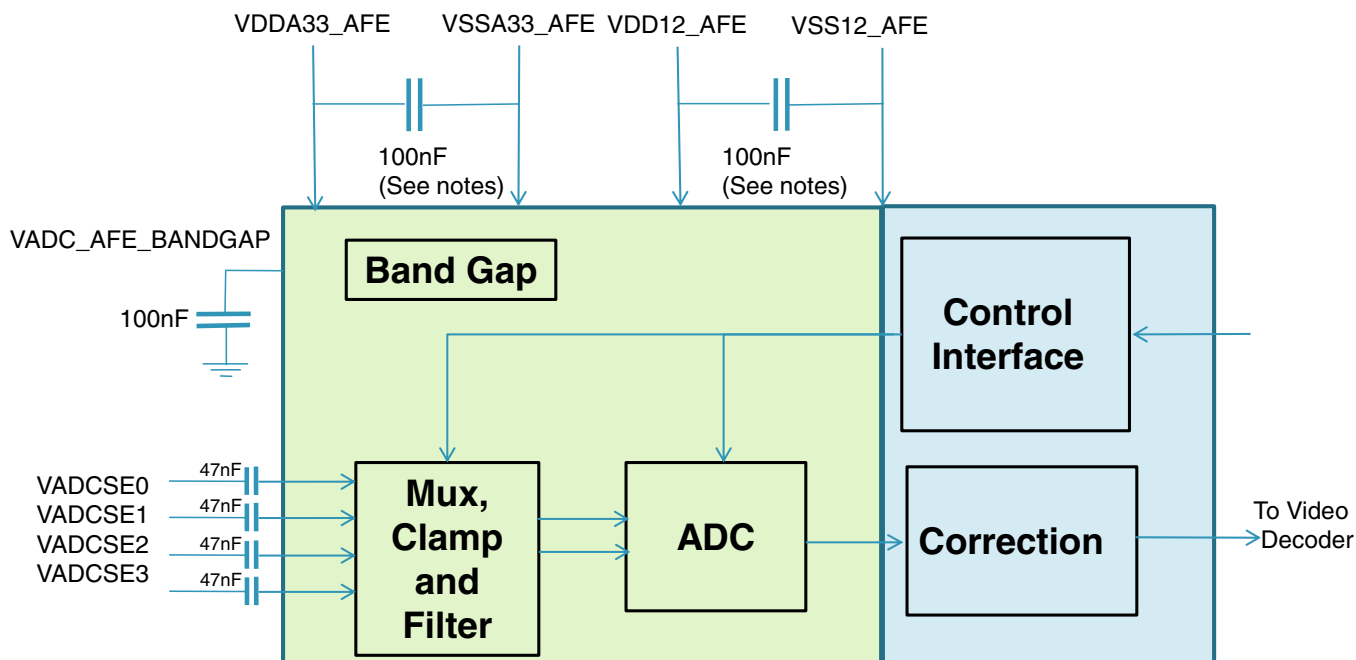 VDDA33_AFE
VSSA33_AFE
VDD12_AFE
VSS12_AFE
100nF
(See notes)
100nF
(See notes)
VADC_AFE_BANDGAP
100nF
Band Gap
Control
Interface
47nF
VADCSE0
47nF
VADCSE1
47nF
VADCSE2
47nF
VADCSE3
Mux,
Clamp
and
Filter
ADC
Correction
To Video
Decoder